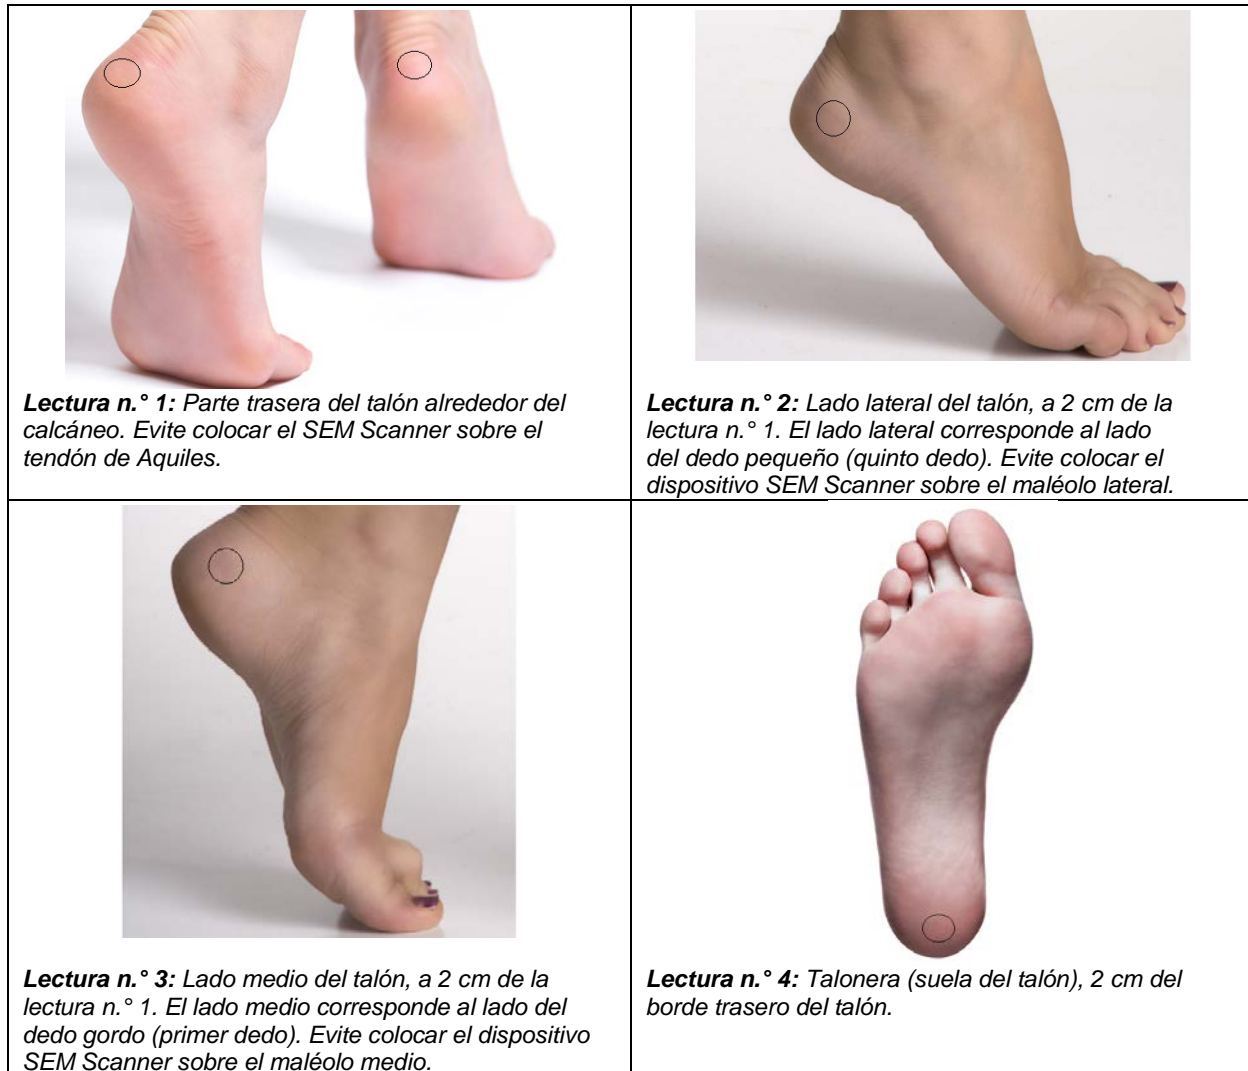 Lectura n.° 1: Parte trasera del talón alrededor del
calcáneo. Evite colocar el SEM Scanner sobre el
tendón de Aquiles.
Lectura n.° 2: Lado lateral del talón, a 2 cm de la
lectura n.° 1. El lado lateral corresponde al lado
del dedo pequeño (quinto dedo). Evite colocar el
dispositivo SEM Scanner sobre el maléolo lateral.
Lectura n.° 3: Lado medio del talón, a 2 cm de la
lectura n.° 1. El lado medio corresponde al lado del
dedo gordo (primer dedo). Evite colocar el dispositivo
SEM Scanner sobre el maléolo medio.
Lectura n.° 4: Talonera (suela del talón), 2 cm del
borde trasero del talón.